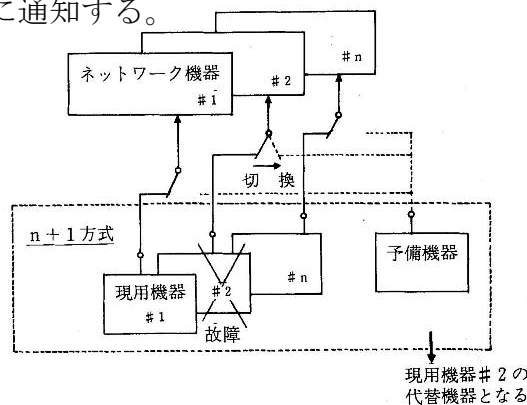 に通知する。
#n
ネットワーク機器
#2
#1
切 換
n+1方式
予備機器
#n
現用機器
#2
#1
故障
現用機器#2の
代替機器となる